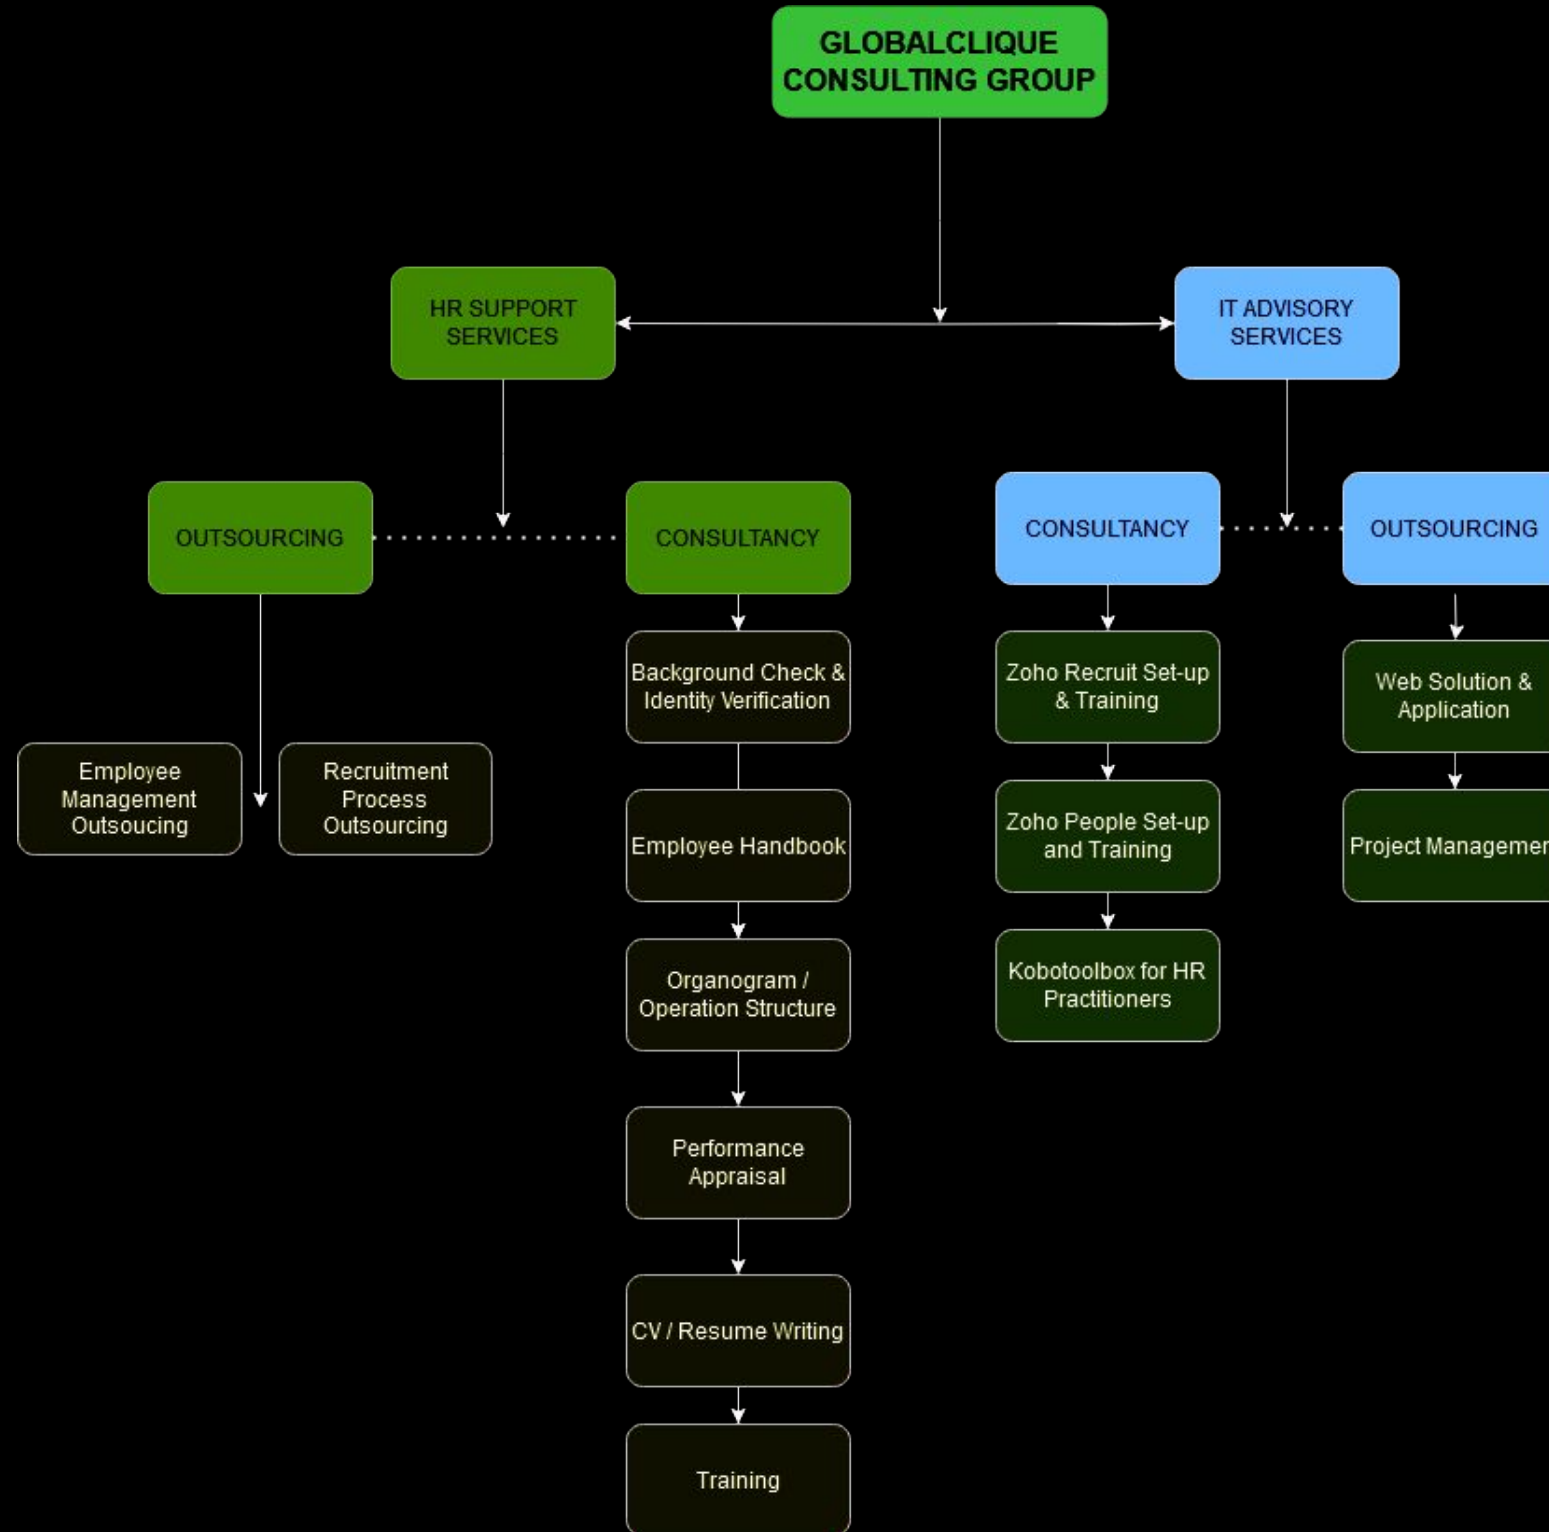 GLOBALCLIQUE
CONSULTING GROUP
HR SUPPORT
SERVICES
IT ADVISORY
SERVICES
OUTSOURCING
CONSULTANCY
CONSULTANCY
OUTSOURCING
Employee
Management
Outsoucing
Recruitment
Process
Outsourcing
Background Check &
Identity Verification
Employee Handbook
Organogram /
Operation Structure
Performance
Appraisal
CV / Resume Writing
Training
Zoho Recruit Set-up
& Training
Zoho People Set-up
and Training
Kobotoolbox for HR
Practitioners
Web Solution &
Application
Project Managemen